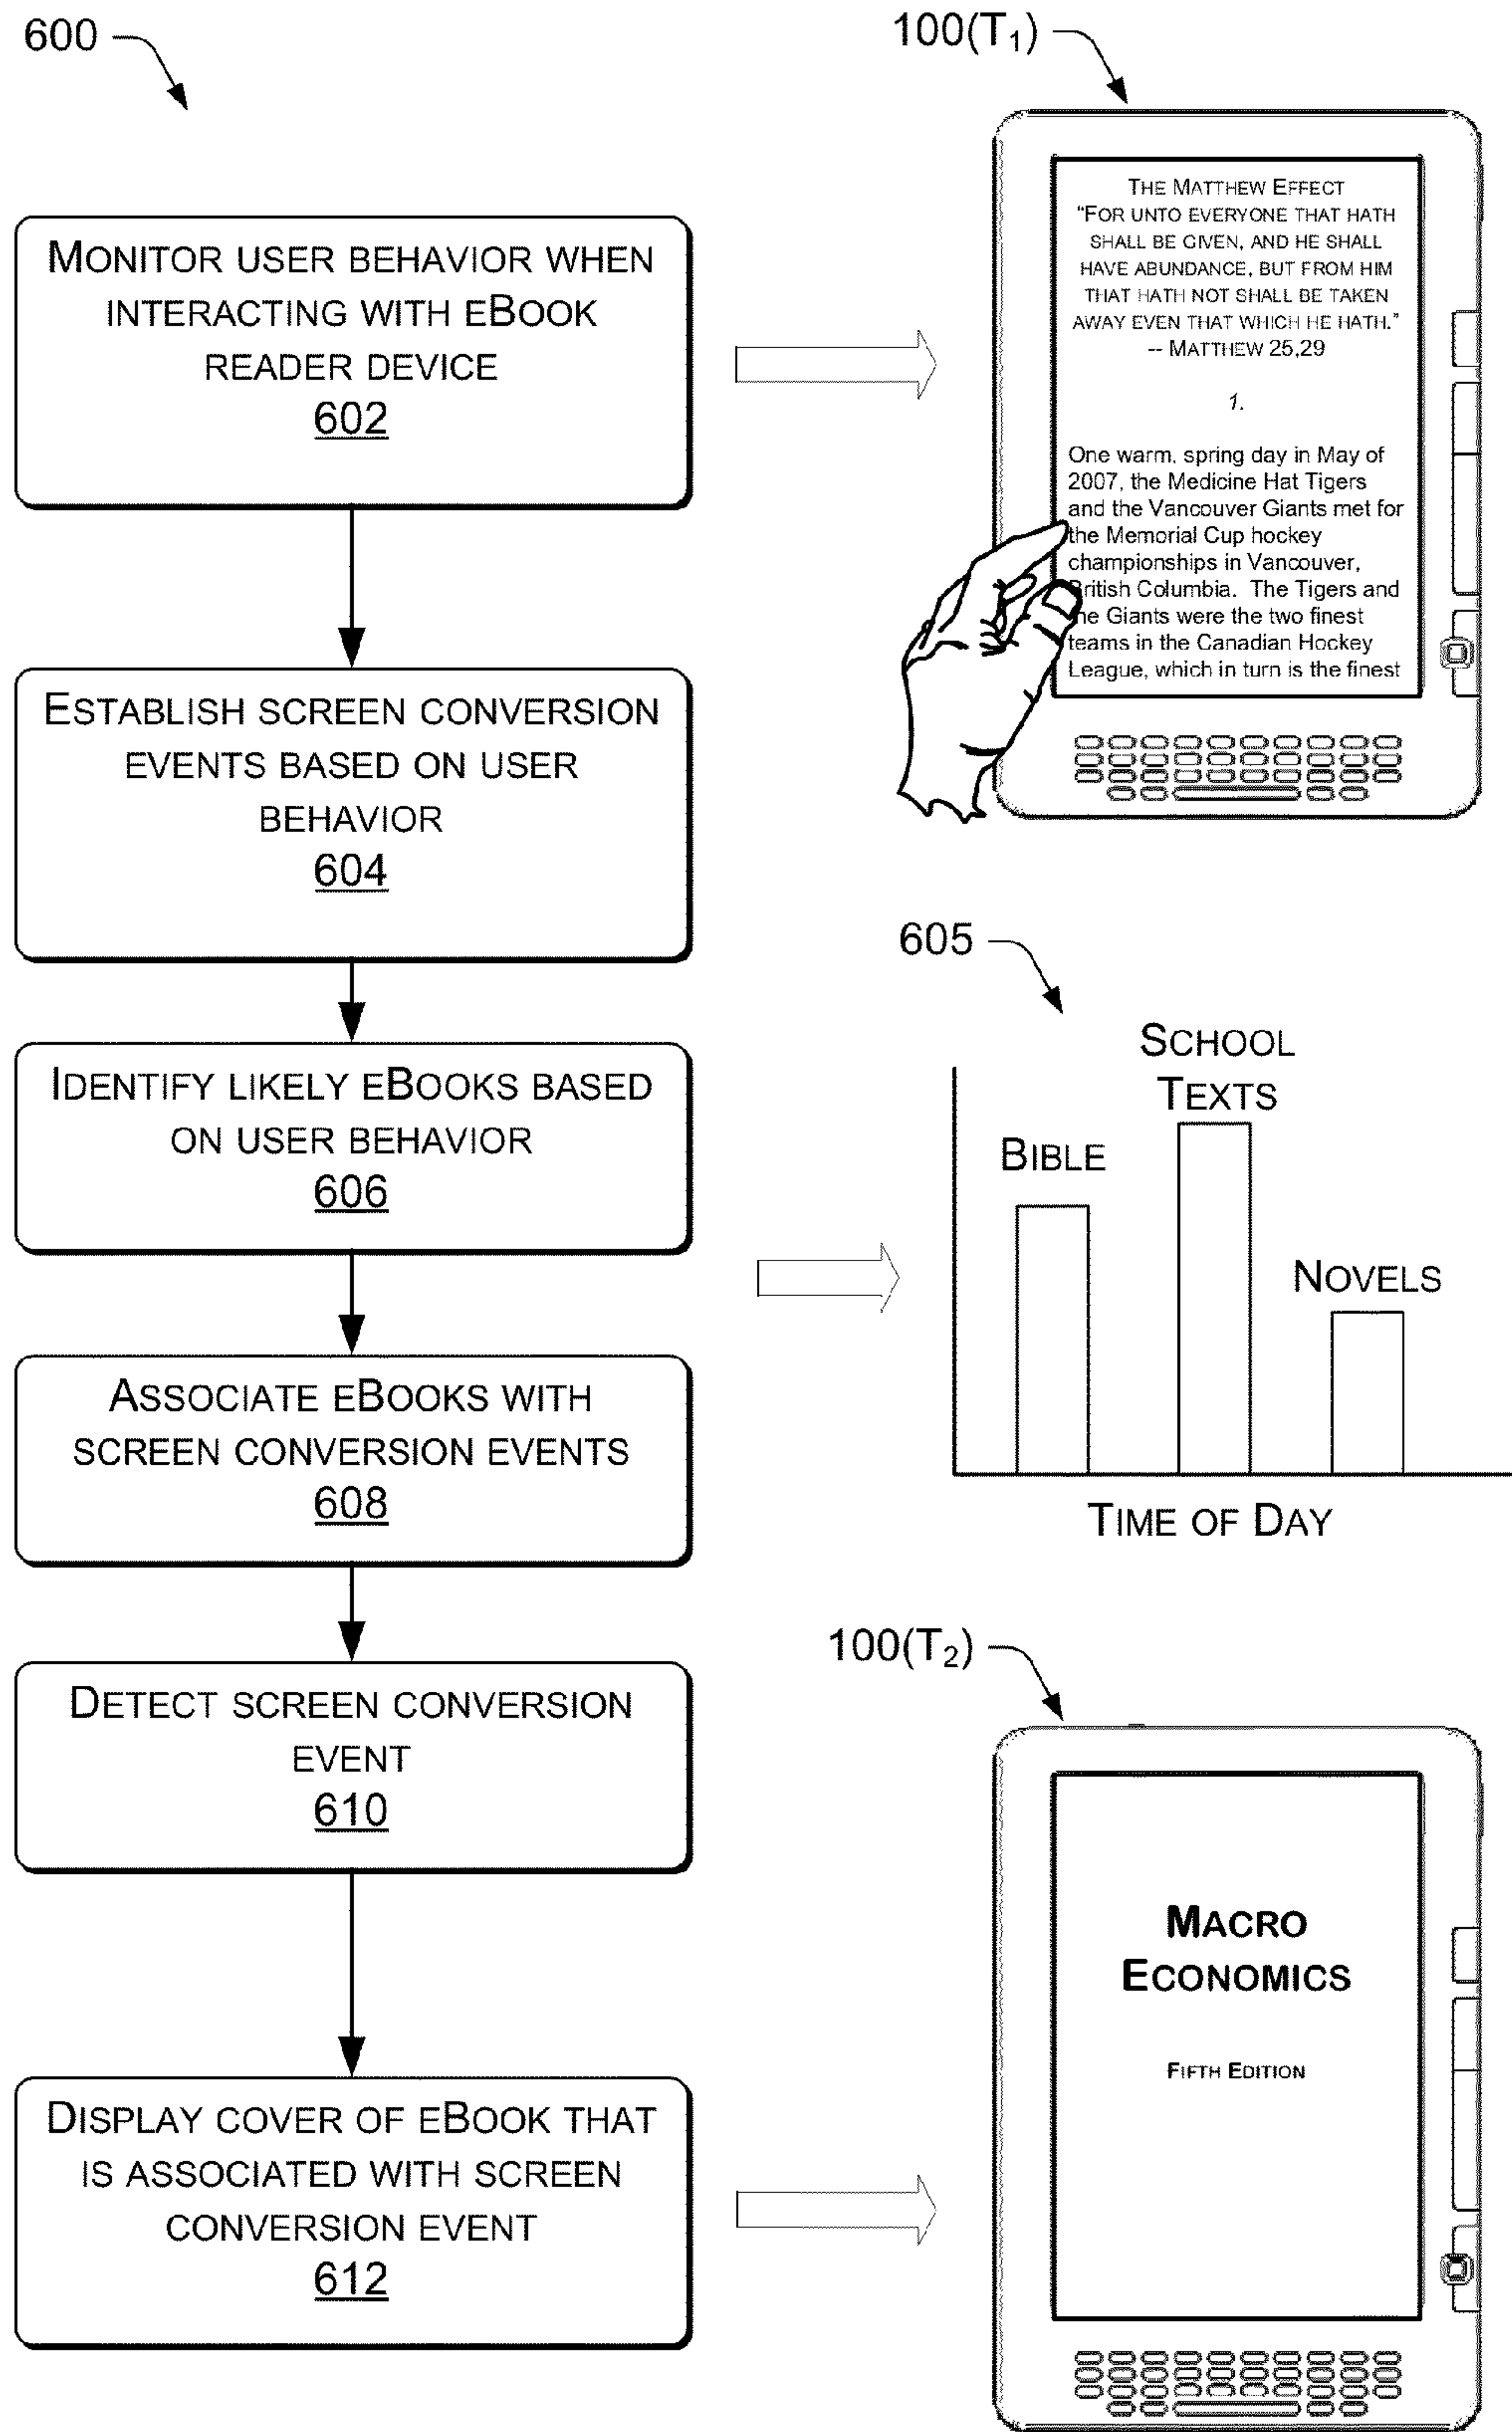 600
MONITOR USER BEHAVIOR WHEN
INTERACTING WITH EBOOK
READER DEVICE
602
ESTABLISH SCREEN CONVERSION
EVENTS BASED ON USER
BEHAVIOR
604
IDENTIFY LIKELY EBOOKS BASED
ON USER BEHAVIOR
606
ASSOCIATE EBOOKS WITH
SCREEN CONVERSION EVENTS
608
DETECT SCREEN CONVERSION
EVENT
610
DISPLAY COVER OF EBOOK THAT
IS ASSOCIATED WITH SCREEN
CONVERSION EVENT
612
100(T1)
THE MATTHEW EFFECT
"FOR UNTO EVERYONE THAT HATH
SHALL BE GIVEN, AND HE SHALL
HAVE ABUNDANCE, BUT FROM HIM
THAT HATH NOT SHALL BE TAKEN
AWAY EVEN THAT WHICH HE HATH."
-- MATTHEW 25,29
1.
One warm, spring day in May of
2007, the Medicine Hat Tigers
and the Vancouver Giants met for
the Memorial Cup hockey
championships in Vancouver,
British Columbia. The Tigers and
he Giants were the two finest
teams in the Canadian Hockey
League, which in turn is the finest
605
SCHOOL
TEXTS
BIBLE
NOVELS
TIME OF DAY
100(T2)
MACRO
ECONOMICS
FIFTH EDITION